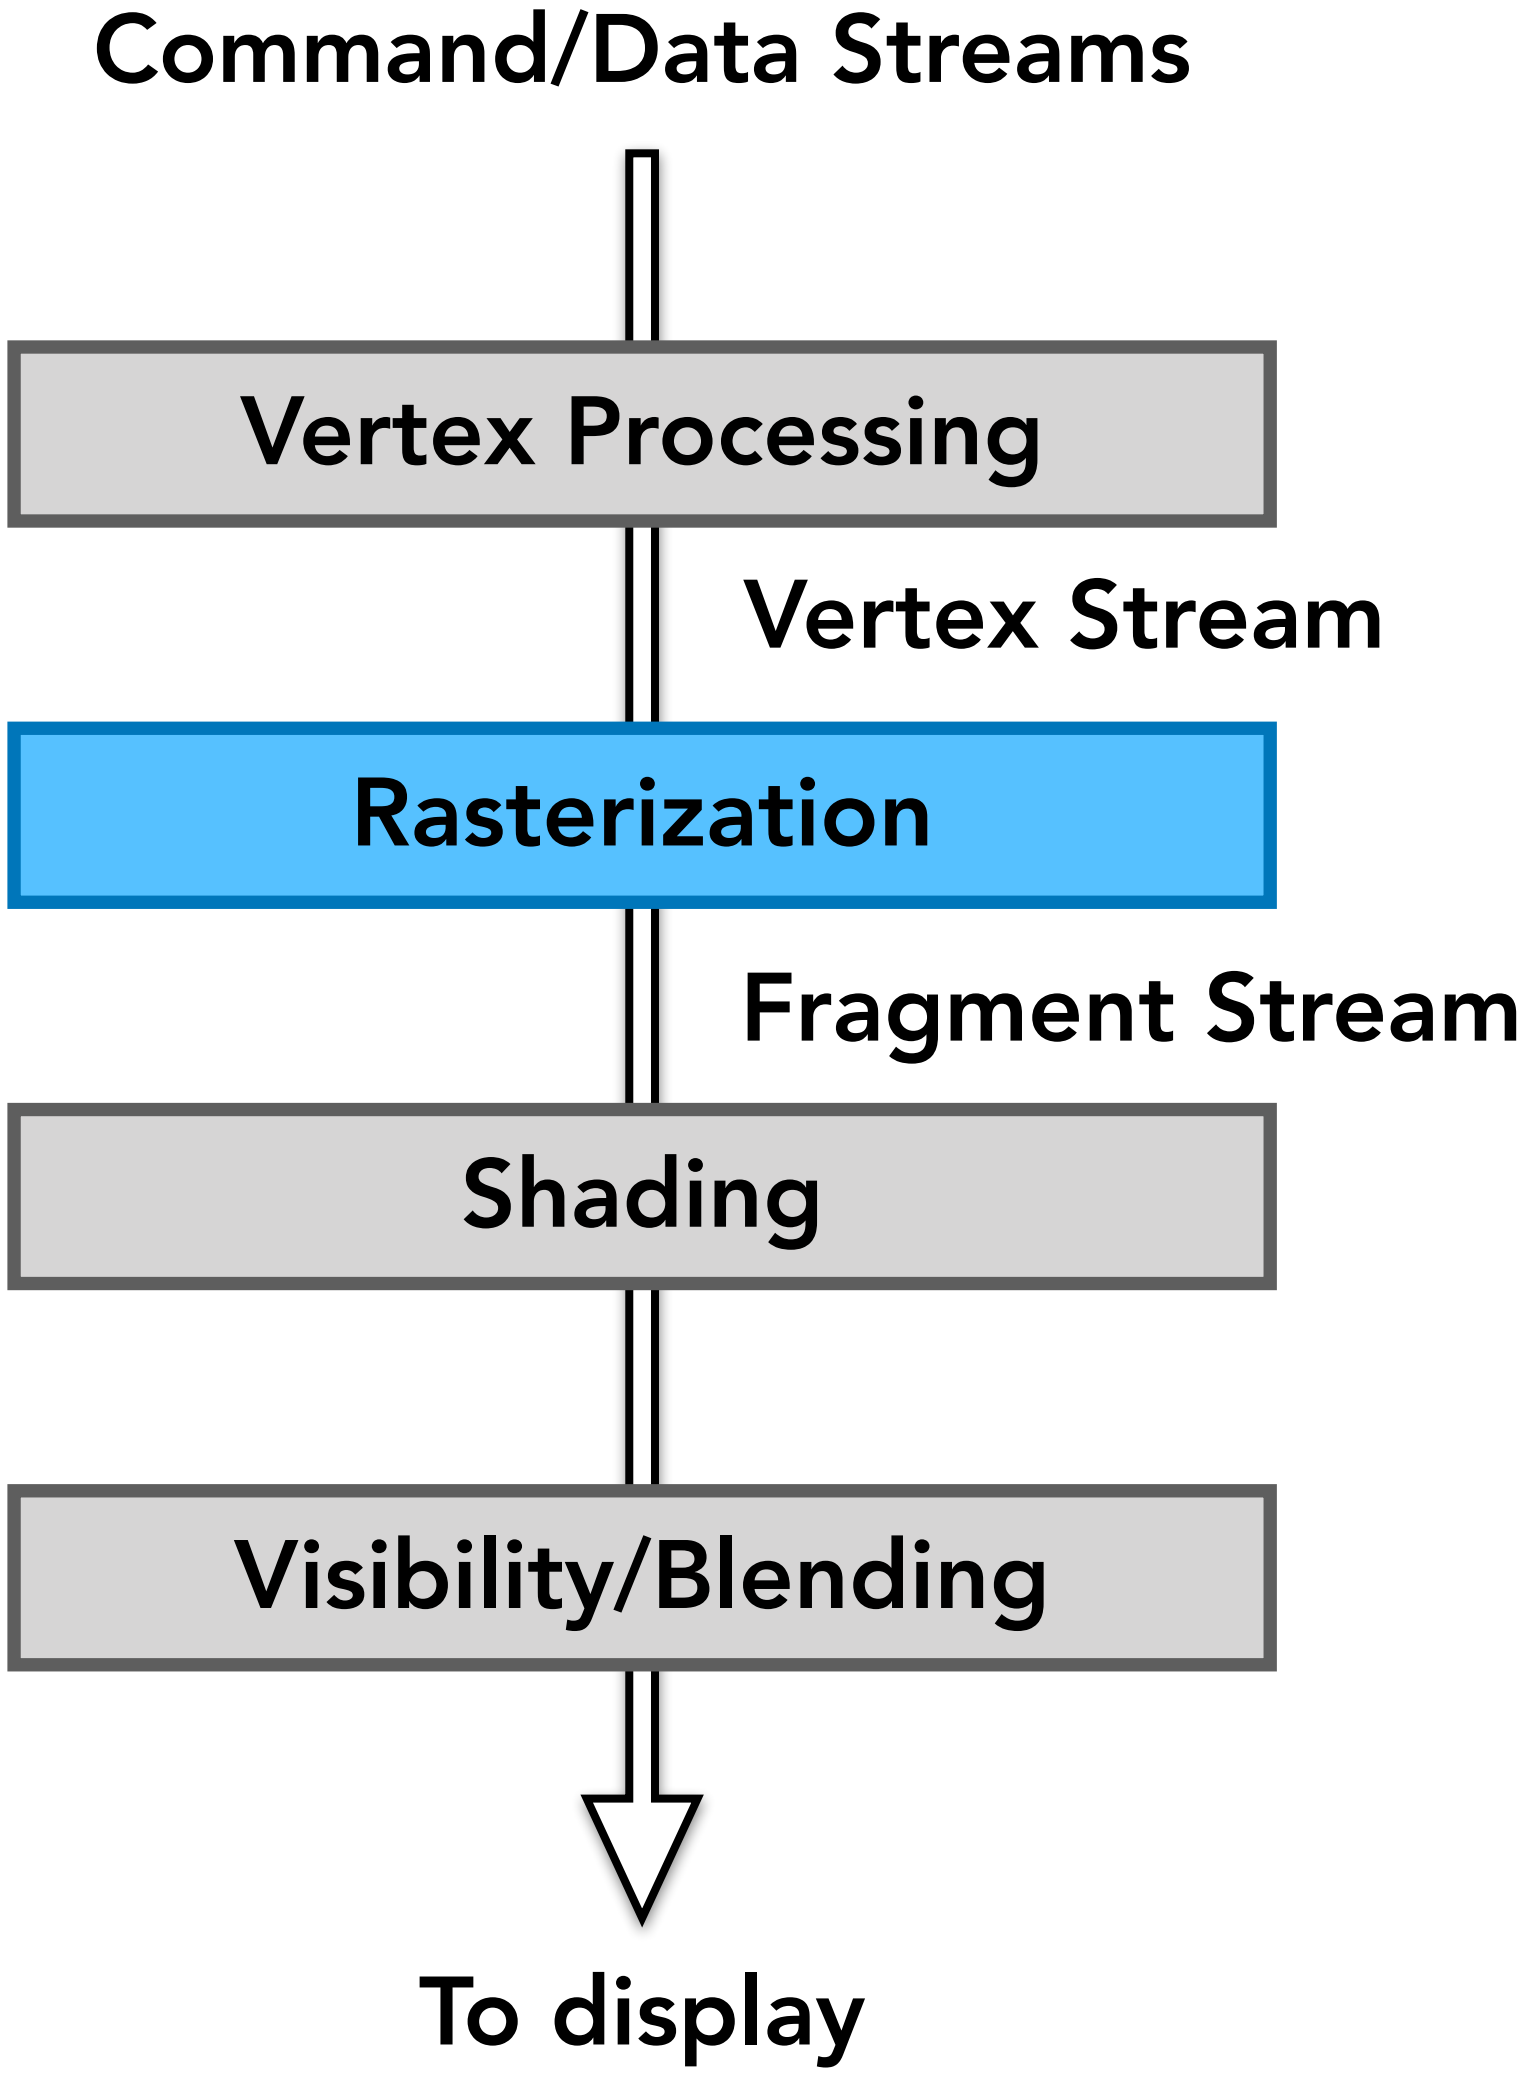 Command/Data Streams
Vertex Processing
Vertex Stream
Rasterization
Fragment Stream
Shading
Visibility/Blending
To display